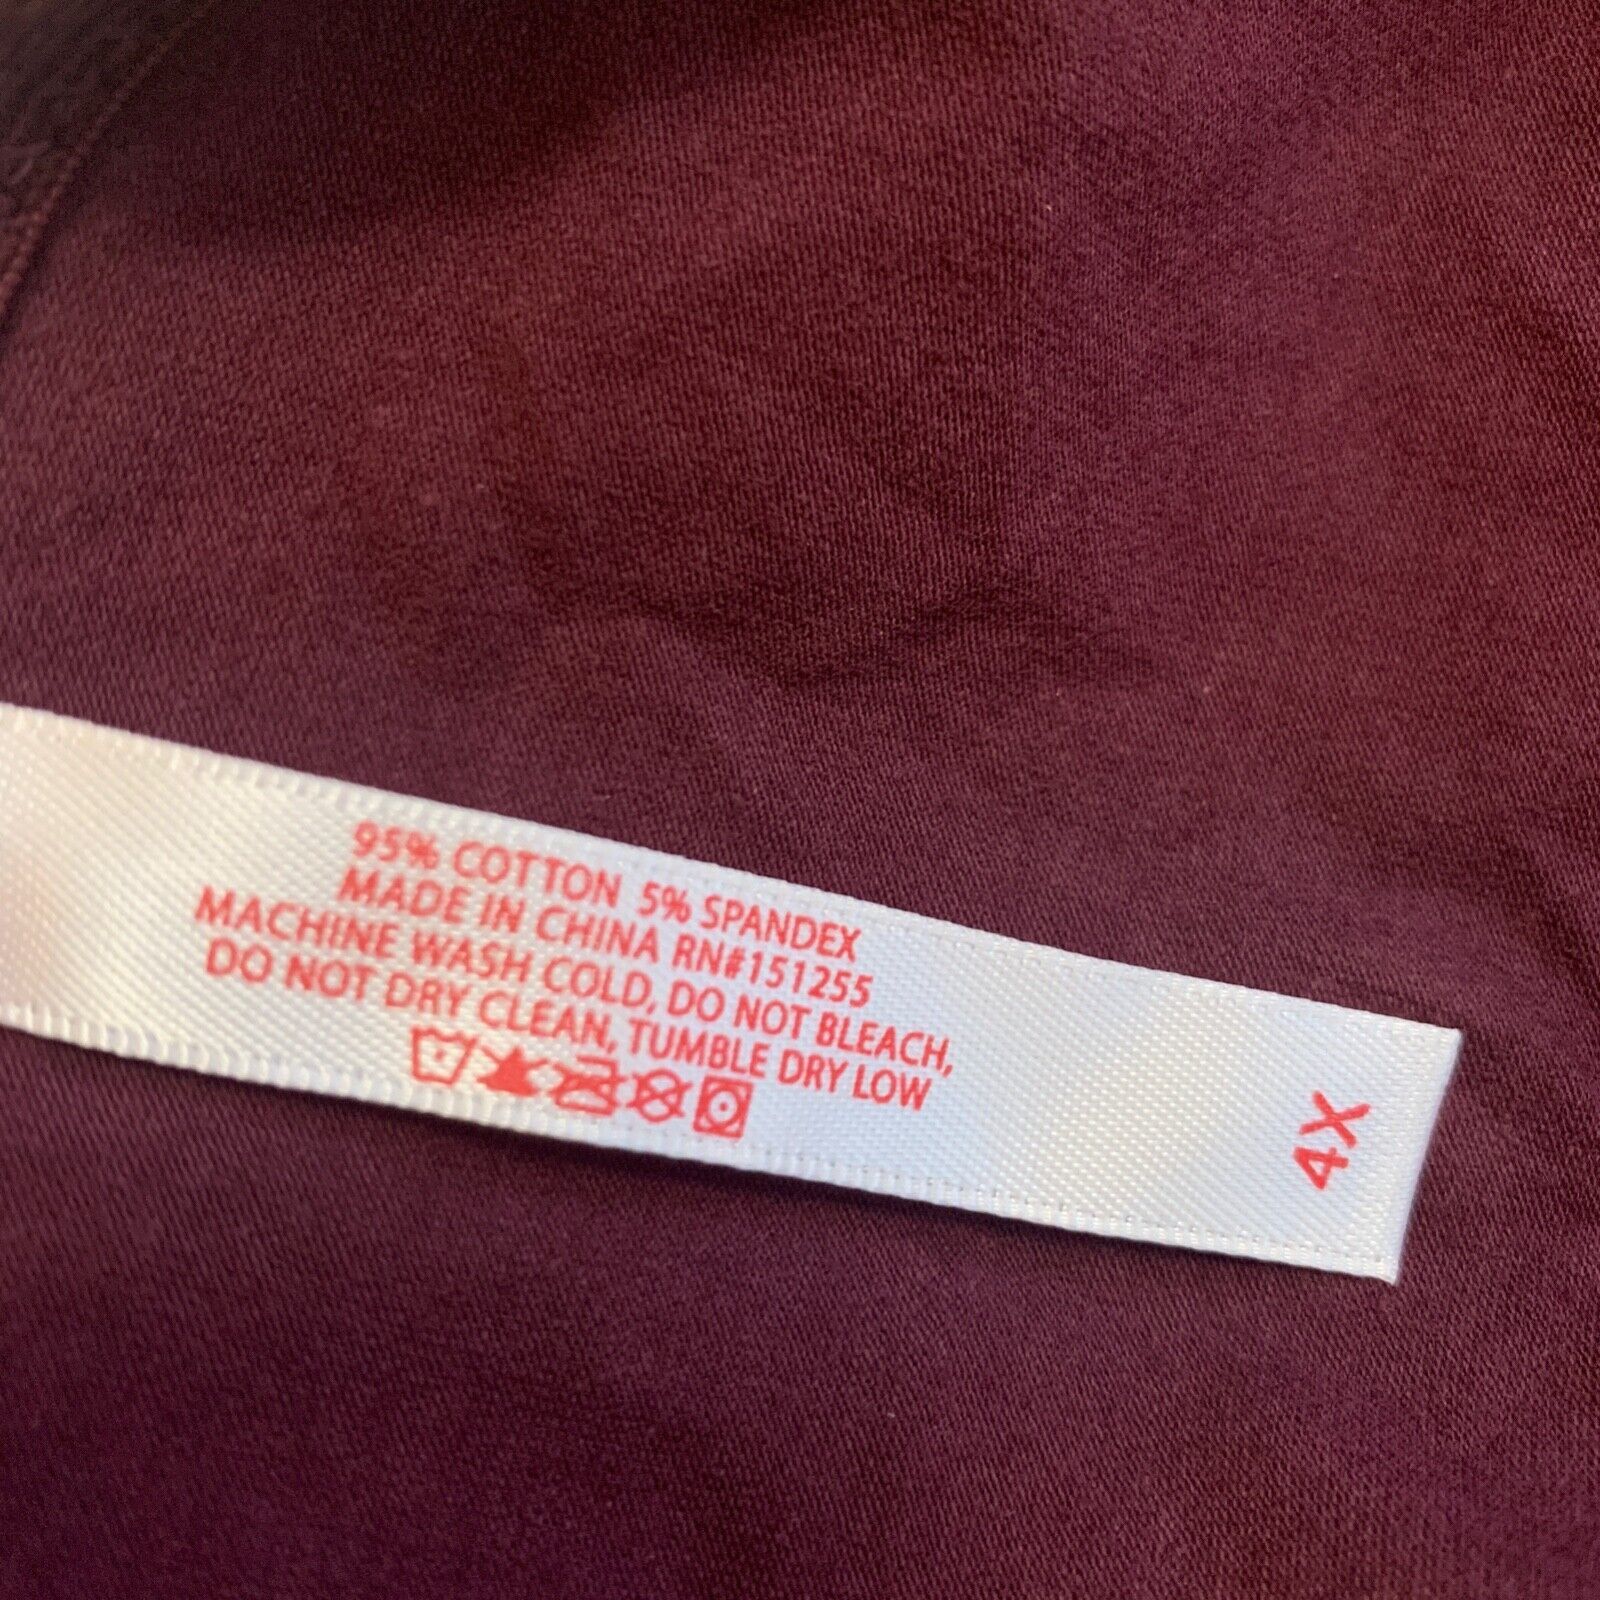 95% COTTON 5% SPANDEX
MADE IN CHINA RN#151255
MACHINE WASH COLD, DO NOT BLEACH,
DO NOT DRY CLEAN, TUMBLE DRY LOW
4X